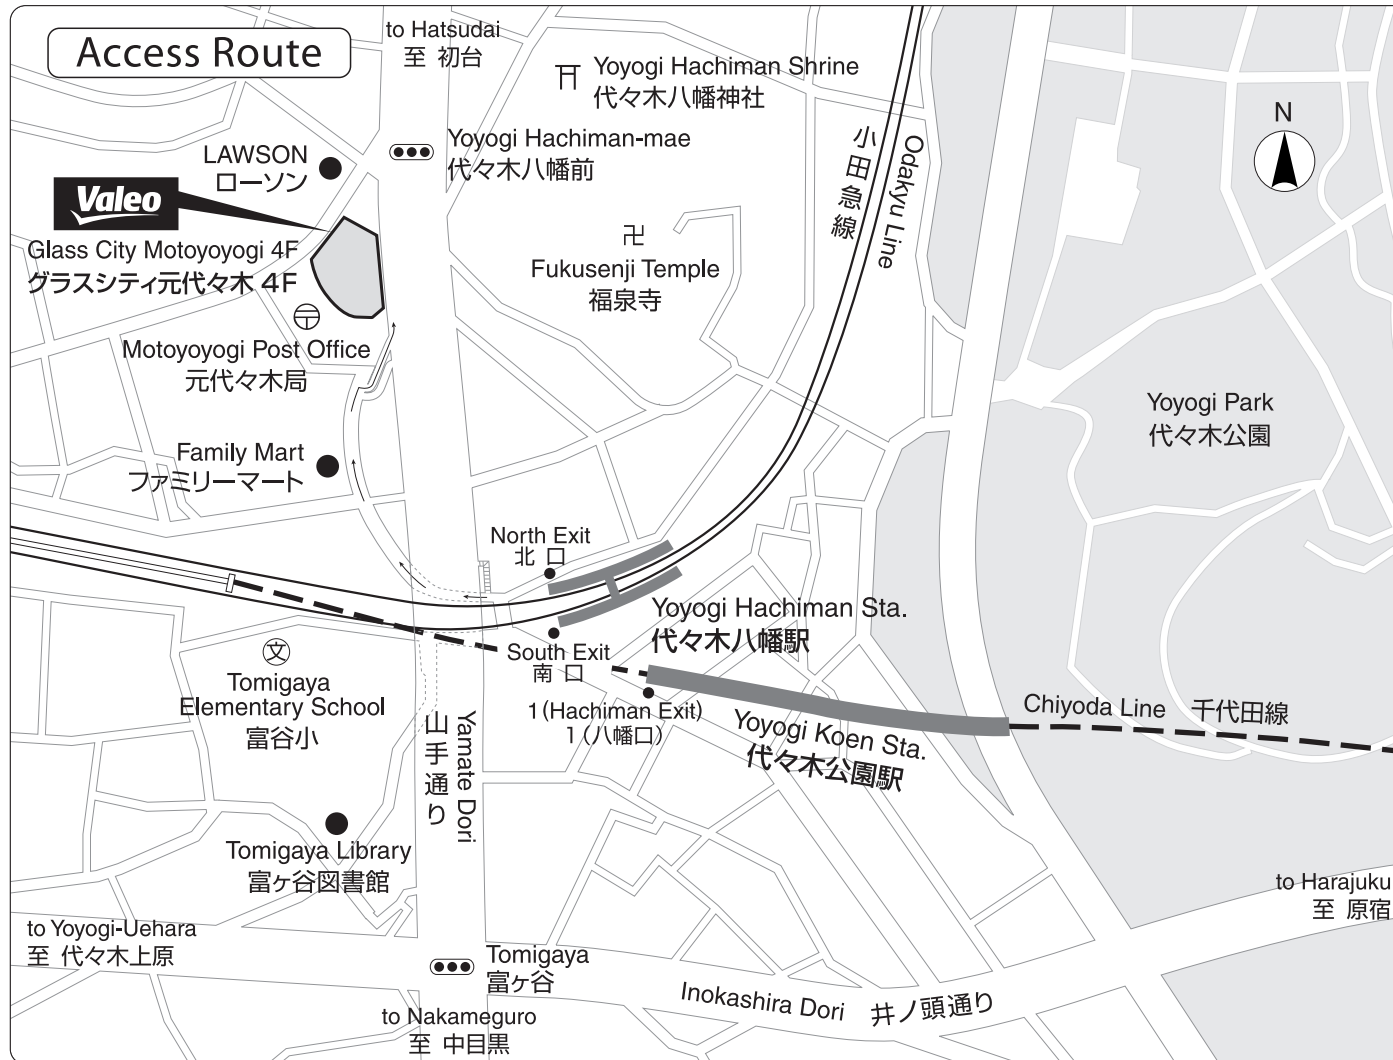 Access Route
to Hatsudai
至 初台
Yoyogi Hachiman Shrine
代々木八幡神社
N
LAWSON
ローソン
Yoyogi Hachiman-mae
代々木八幡前
小田急線
Odakyu Line
Valeo
Glass City Motoyoyogi 4F
グラスシティ元代々木 4F
卍
Fukusenji Temple
福泉寺
〒
Motoyoyogi Post Office
元代々木局
Yoyogi Park
代々木公園
Family Mart
ファミリーマート
North Exit
北 口
Yoyogi Hachiman Sta.
代々木八幡駅
South Exit
南 口
文
Tomigaya
Elementary School
富谷小
1(Hachiman Exit)
1(八幡口)
Yoyogi Koen Sta.
代々木公園駅
Chiyoda Line 千代田線
山手通り
Yamate Dori
Tomigaya Library
富ヶ谷図書館
to Harajuku
至 原宿
to Yoyogi-Uehara
至 代々木上原
Tomigaya
富ヶ谷
Inokashira Dori 井ノ頭通り
to Nakameguro
至 中目黒